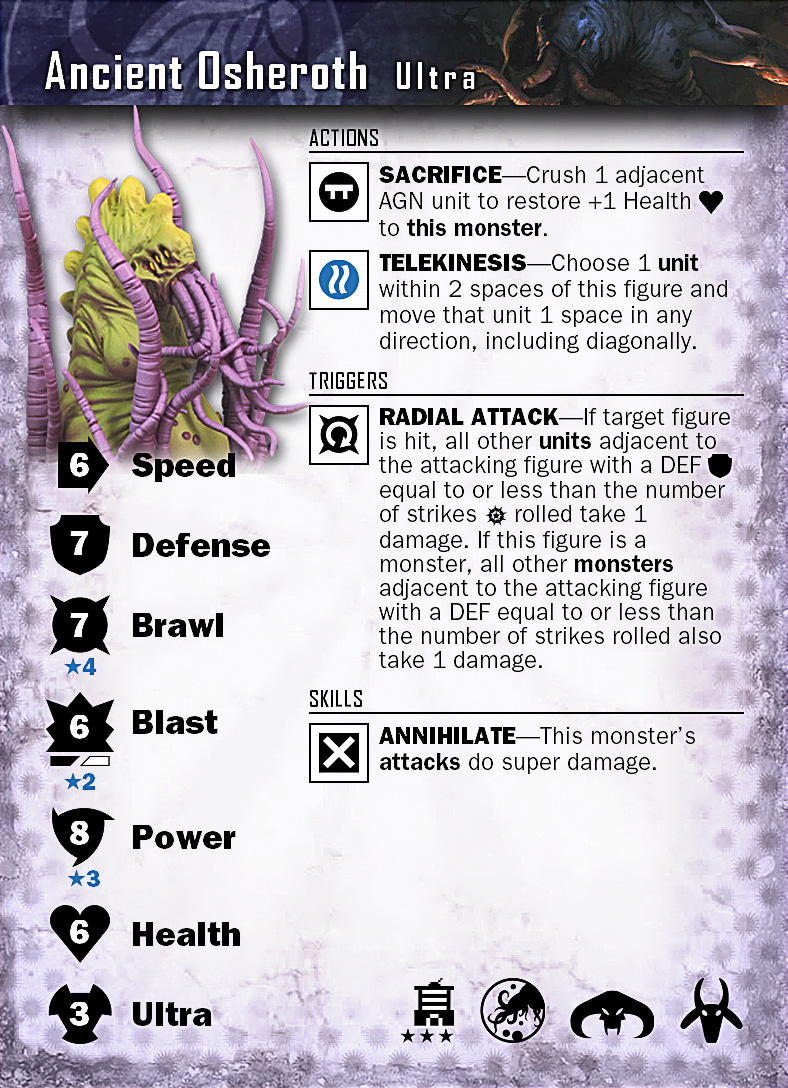 Ancient Osheroth Ultra
ACTIONS
SACRIFICE—Crush 1 adjacent
AGN unit to restore +1 Health
to this monster.
TELEKINESIS—Choose 1 unit
within 2 spaces of this figure and
move that unit 1 space in any
direction, including diagonally.
TRIGGERS
RADIAL ATTACK—If target figure
is hit, all other units adjacent to
the attacking figure with a DEF
equal to or less than the number
of strikes rolled take 1
damage. If this figure is a
monster, all other monsters
adjacent to the attacking figure
with a DEF equal to or less than
the number of strikes rolled also
take 1 damage.
SKILLS
ANNIHILATE—This monster's
attacks do super damage.
6 Speed
7 Defense
7 Brawl
★4
6 Blast
★2
8 Power
★3
6 Health
3 Ultra
★★★